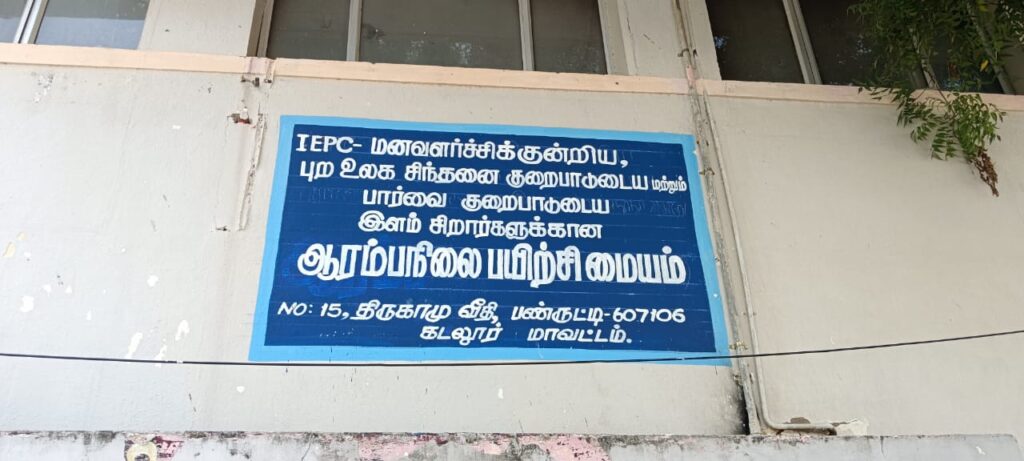 IEPC- மனவளர்ச்சிக்குன்றிய,
புற உலக சிந்தனை குறைபாடுடைய மற்றும்
பார்வை குறைபாடுடைய
இளம் சிறார்களுக்கான
ஆரம்பநிலை பயிற்சி மையம்
NO: 15, திருகாமு வீதி, பண்ருட்டி-607106
கடலூர் மாவட்டம்.